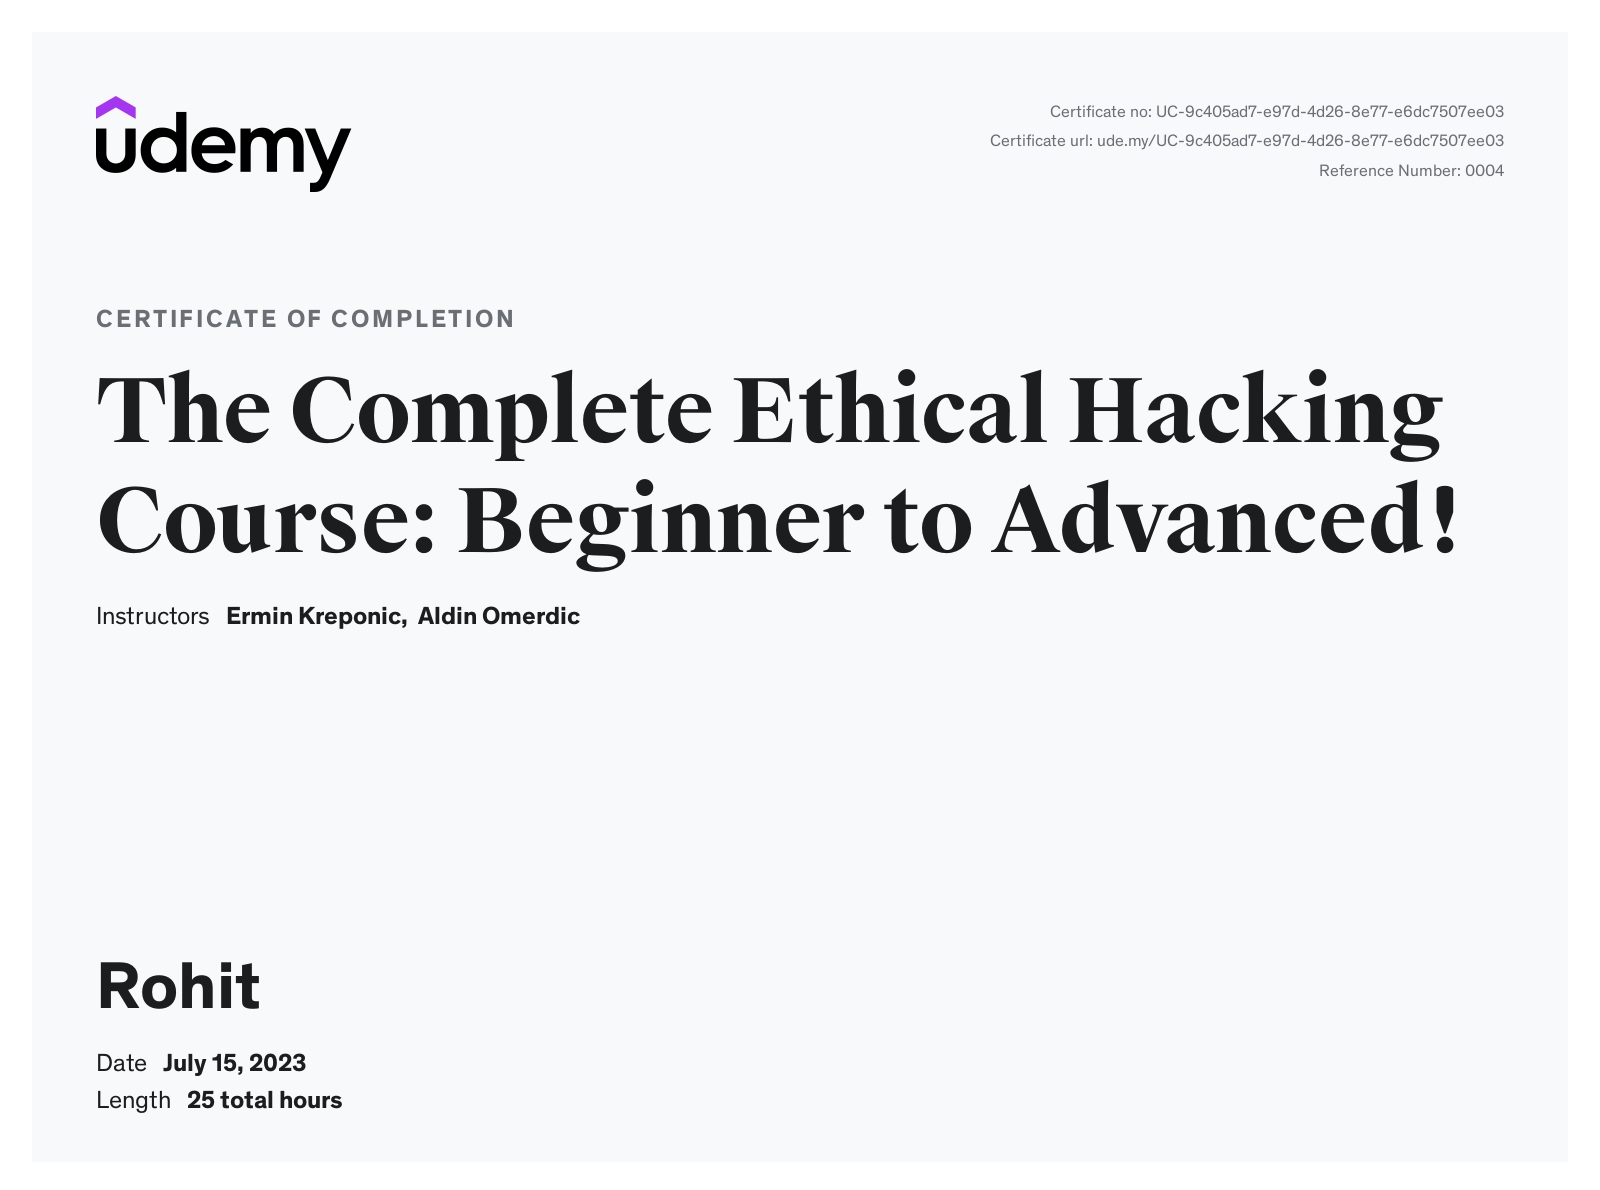 udemy
Certificate no: UC-9c405ad7-e97d-4d26-8e77-e6dc7507ee03
Certificate url: ude.my/UC-9c405ad7-e97d-4d26-8e77-e6dc7507ee03
Reference Number: 0004
CERTIFICATE OF COMPLETION
The Complete Ethical Hacking
Course: Beginner to Advanced!
Instructors Ermin Kreponic, Aldin Omerdic
Rohit
Date July 15, 2023
Length 25 total hours